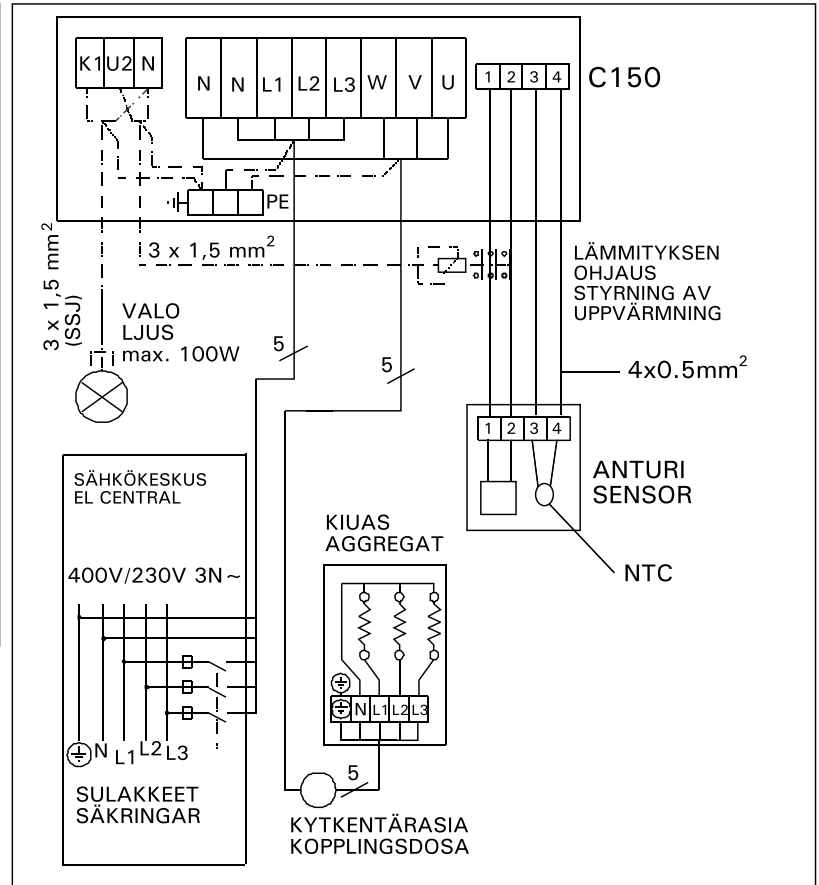 K1 U2 N
N N L1 L2 L3 W V U
1 2 3 4
C150
PE
3 x 1,5 mm²
3 x 1,5 mm²
(SSJ)
LÄMMITYKSEN
OHJAUS
STYRNING AV
UPPVÄRMNING
VALO
LJUS
max. 100W
5
5
4x0.5mm²
1 2 3 4
ANTURI
SENSOR
NTC
SÄHKÖKESKUS
EL CENTRAL
400V/230V 3N~
N L1 L2 L3
SULAKKEET
SÄKRINGAR
KIUAS
AGGREGAT
N L1 L2 L3
5
KYTKENTÄRASIA
KOPPLINGSDOSA